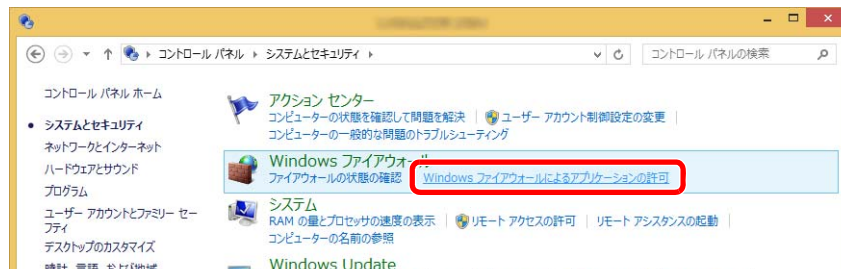 コントロール パネル ▸ システムとセキュリティ ▸
コントロール パネルの検索
コントロール パネル ホーム
システムとセキュリティ
ネットワークとインターネット
ハードウェアとサウンド
プログラム
ユーザー アカウントとファミリー セー
フティ
デスクトップのカスタマイズ
時計、言語、および地域
アクション センター
コンピューターの状態を確認して問題を解決 ユーザー アカウント制御設定の変更
コンピューターの一般的な問題のトラブルシューティング
Windows ファイアウォール
ファイアウォールの状態の確認 Windows ファイアウォールによるアプリケーションの許可
システム
RAM の量とプロセッサの速度の表示 リモート アクセスの許可 リモート アシスタンスの起動
コンピューターの名前の参照
Windows Update